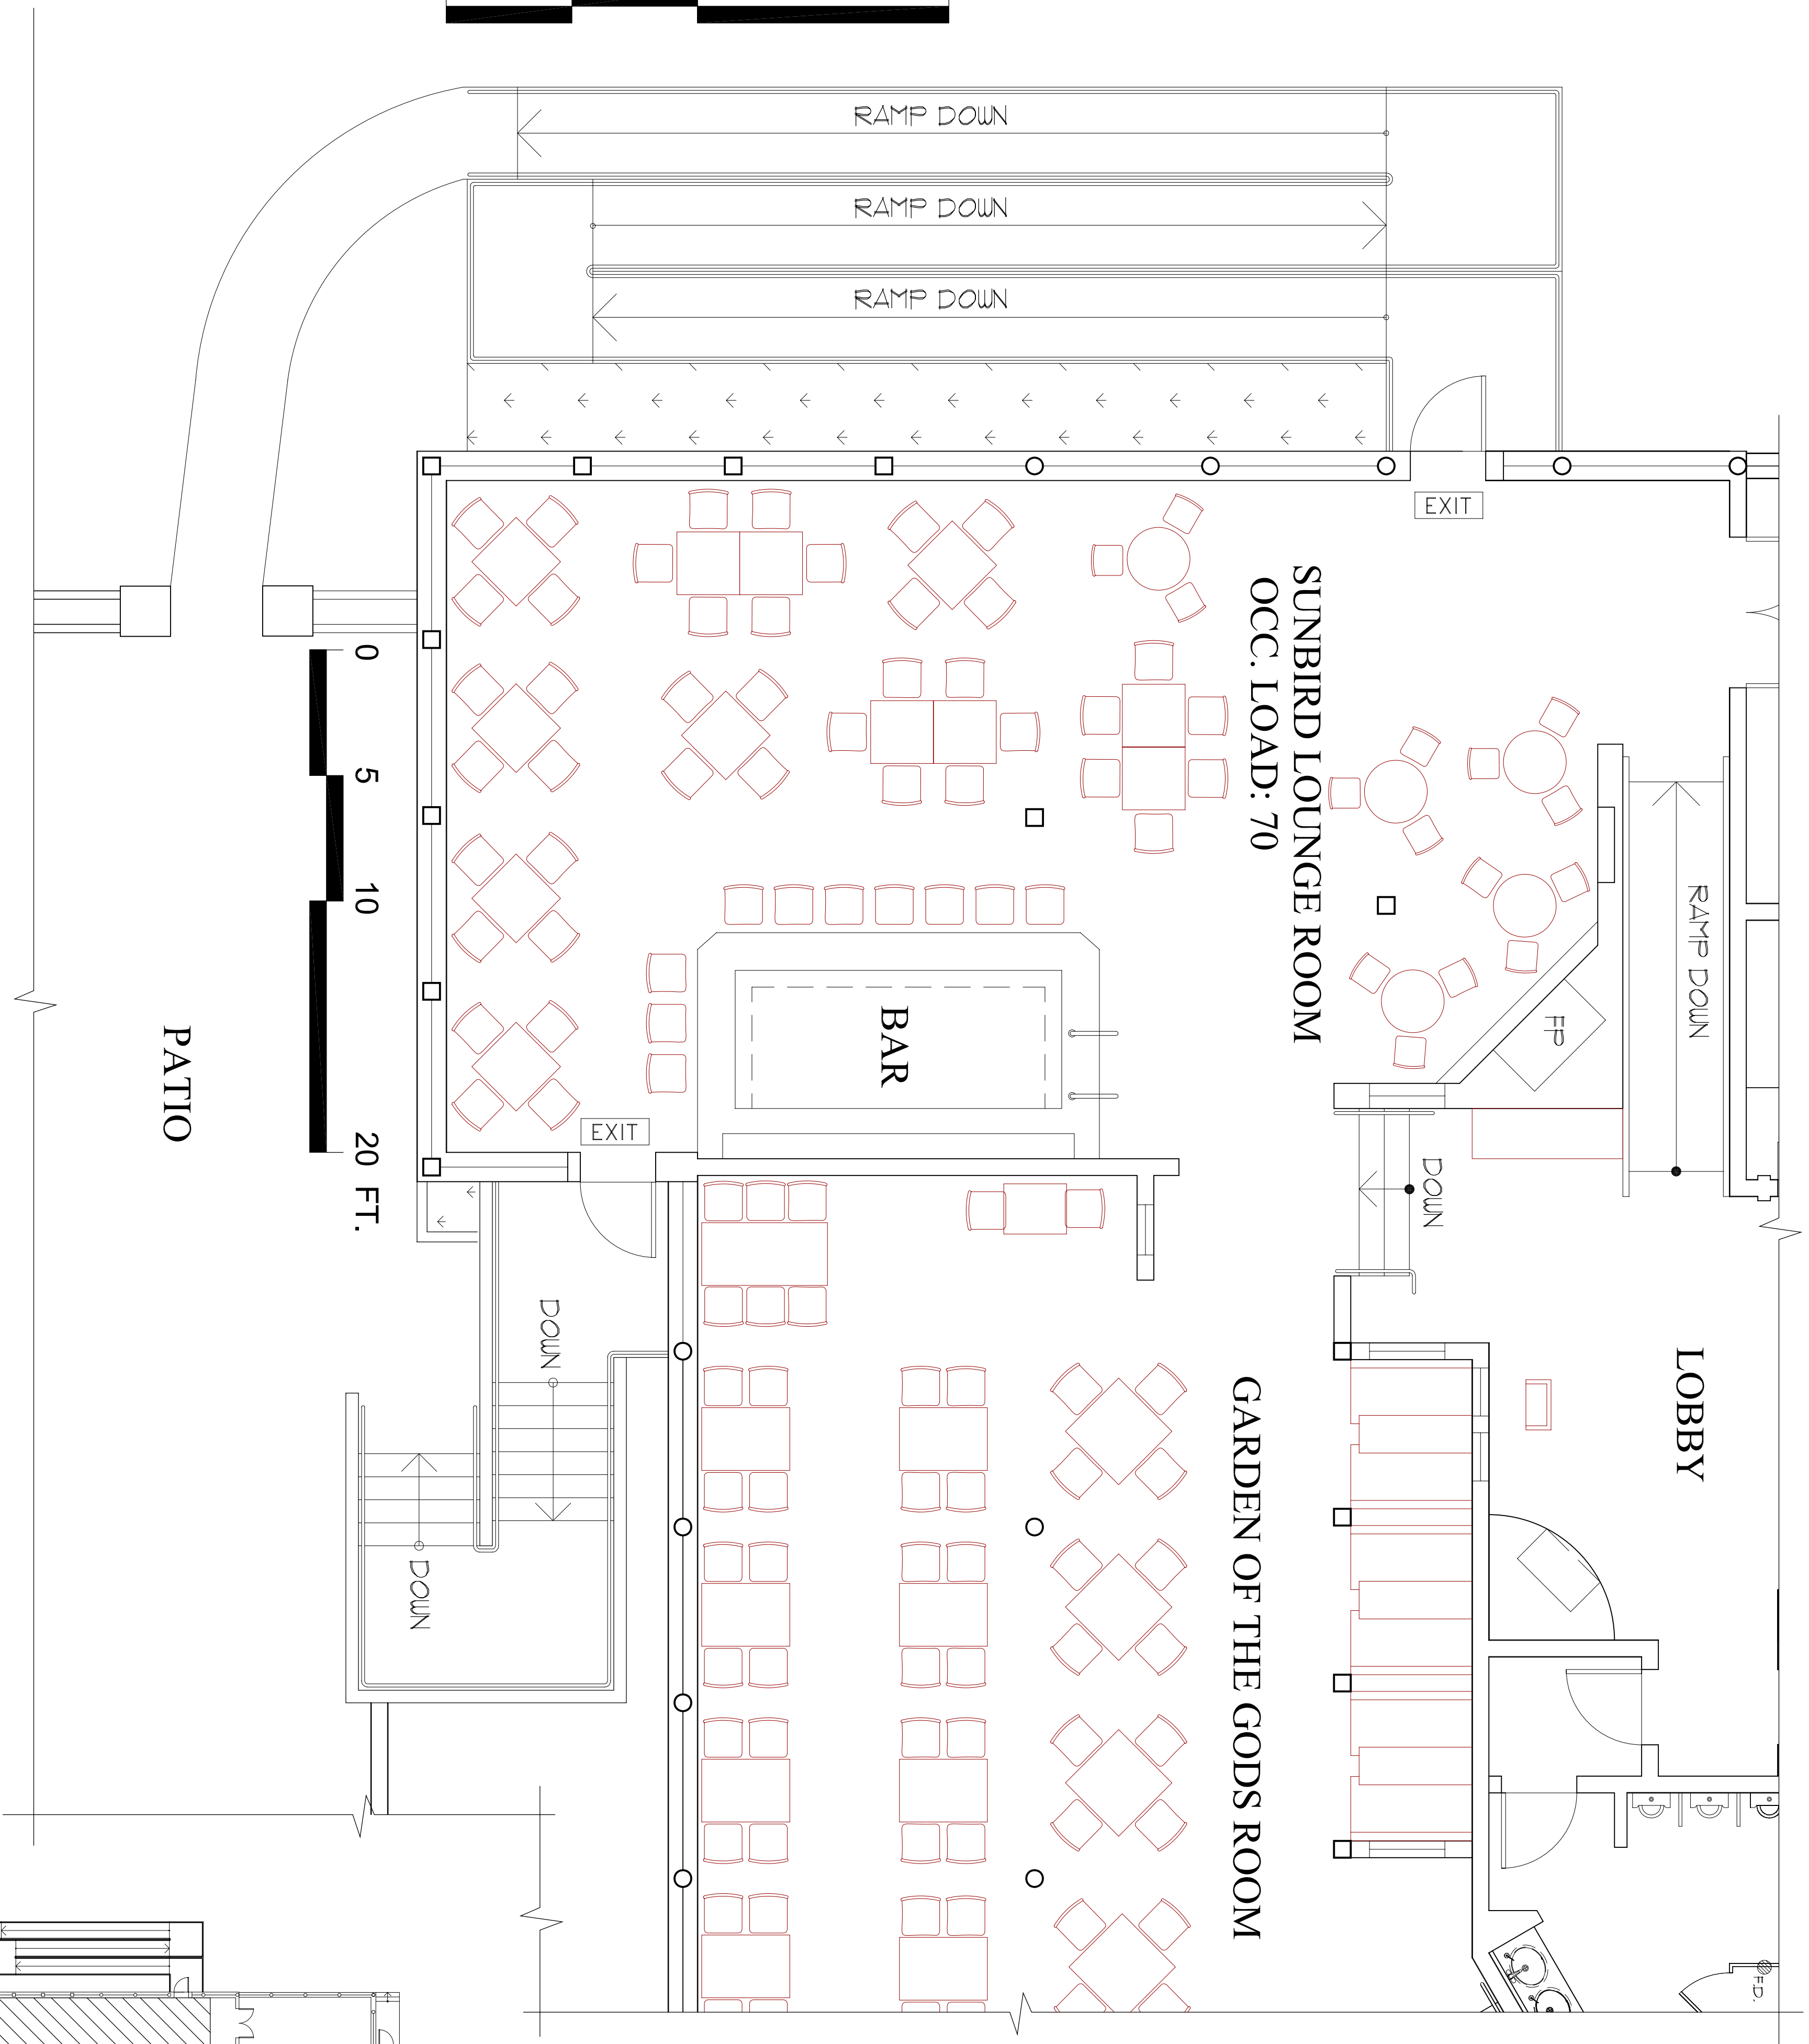 RAMP DOWN
RAMP DOWN
RAMP DOWN
EXIT
SUNBIRD LOUNGE ROOM
OCC. LOAD: 70
RAMP DOWN
FP
BAR
EXIT
DOWN
LOBBY
0 5 10 20 FT.
PATIO
DOWN
DOWN
GARDEN OF THE GODS ROOM
F.D.